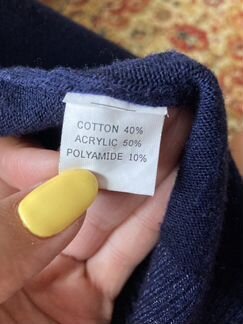 COTTON 40%
ACRYLIC 50%
POLYAMIDE 10%